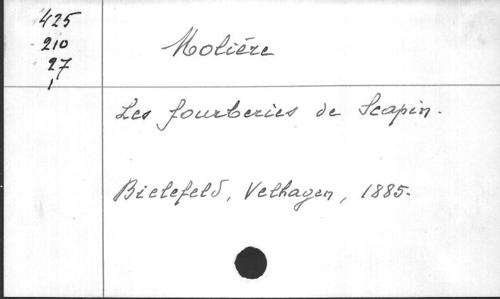 425
210
27
1
Molière
Les fourberies de Scapin.
Bielefeld, Velhagen, 1885.